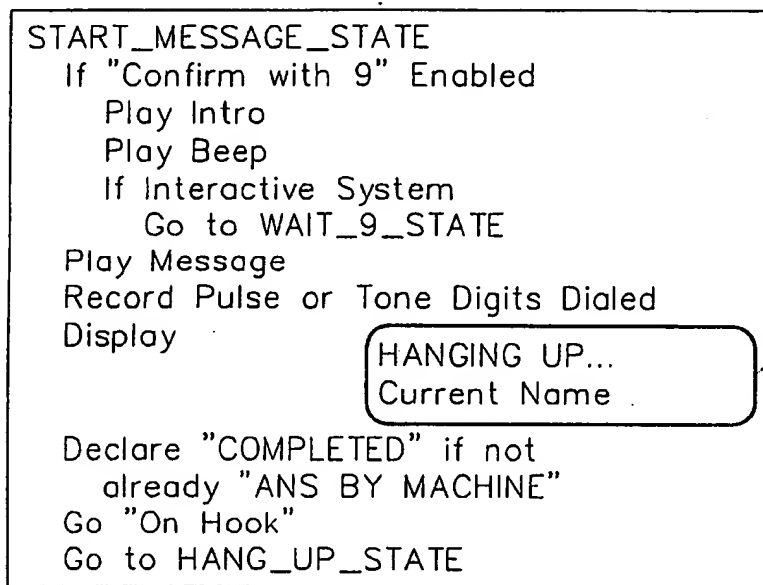 START_MESSAGE_STATE
If "Confirm with 9" Enabled
Play Intro
Play Beep
If Interactive System
Go to WAIT_9_STATE
Play Message
Record Pulse or Tone Digits Dialed
Display
HANGING UP...
Current Name
Declare "COMPLETED" if not
already "ANS BY MACHINE"
Go "On Hook"
Go to HANG_UP_STATE